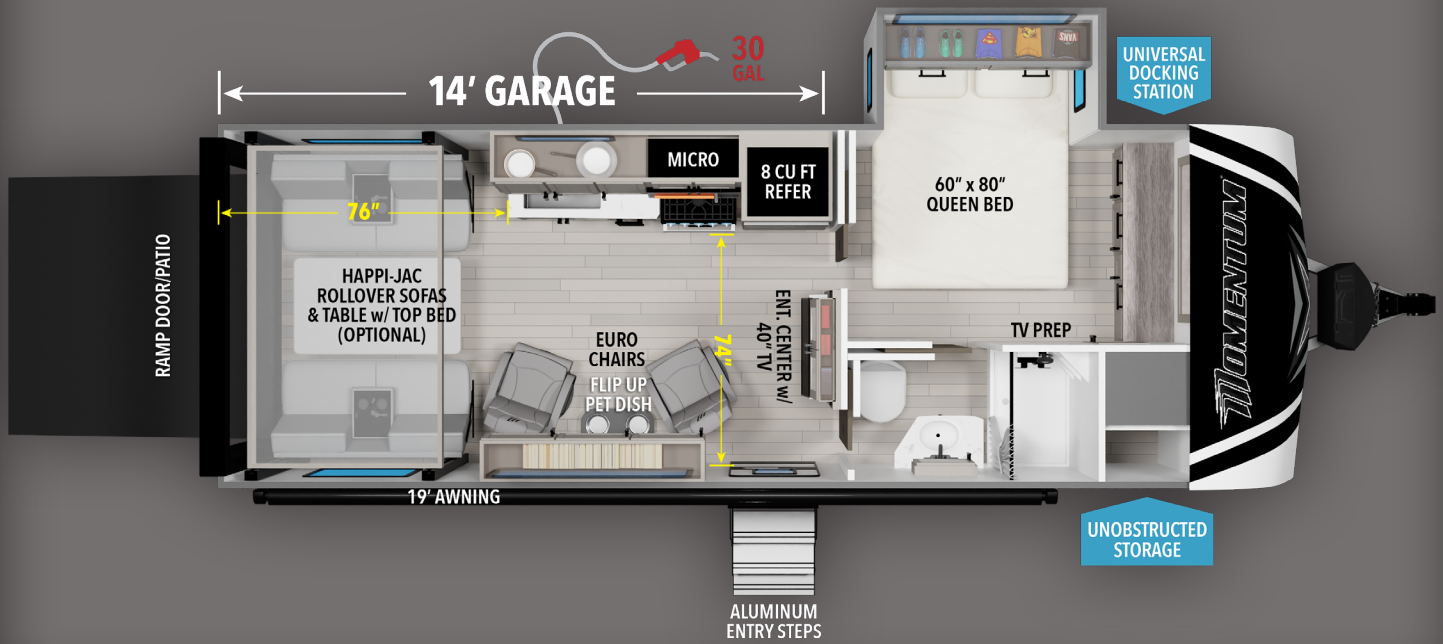 30
GAL
14' GARAGE
UNIVERSAL
DOCKING
STATION
VANS
MICRO
8 CU FT
REFER
60" x 80"
QUEEN BED
76"
RAMP DOOR/PATIO
HAPPI-JAC
ROLLOVER SOFAS
& TABLE w/ TOP BED
(OPTIONAL)
EURO
CHAIRS
FLIP UP
PET DISH
74"
ENT. CENTER w/
40" TV
TV PREP
MOMENTUM
19' AWNING
UNOBSTRUCTED
STORAGE
ALUMINUM
ENTRY STEPS